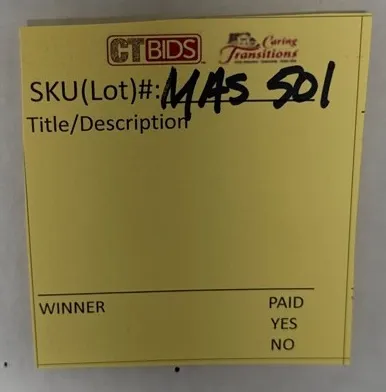 CTBIDS Caring Transitions
SKU(Lot)#: MAS 501
Title/Description
WINNER PAID
YES
NO